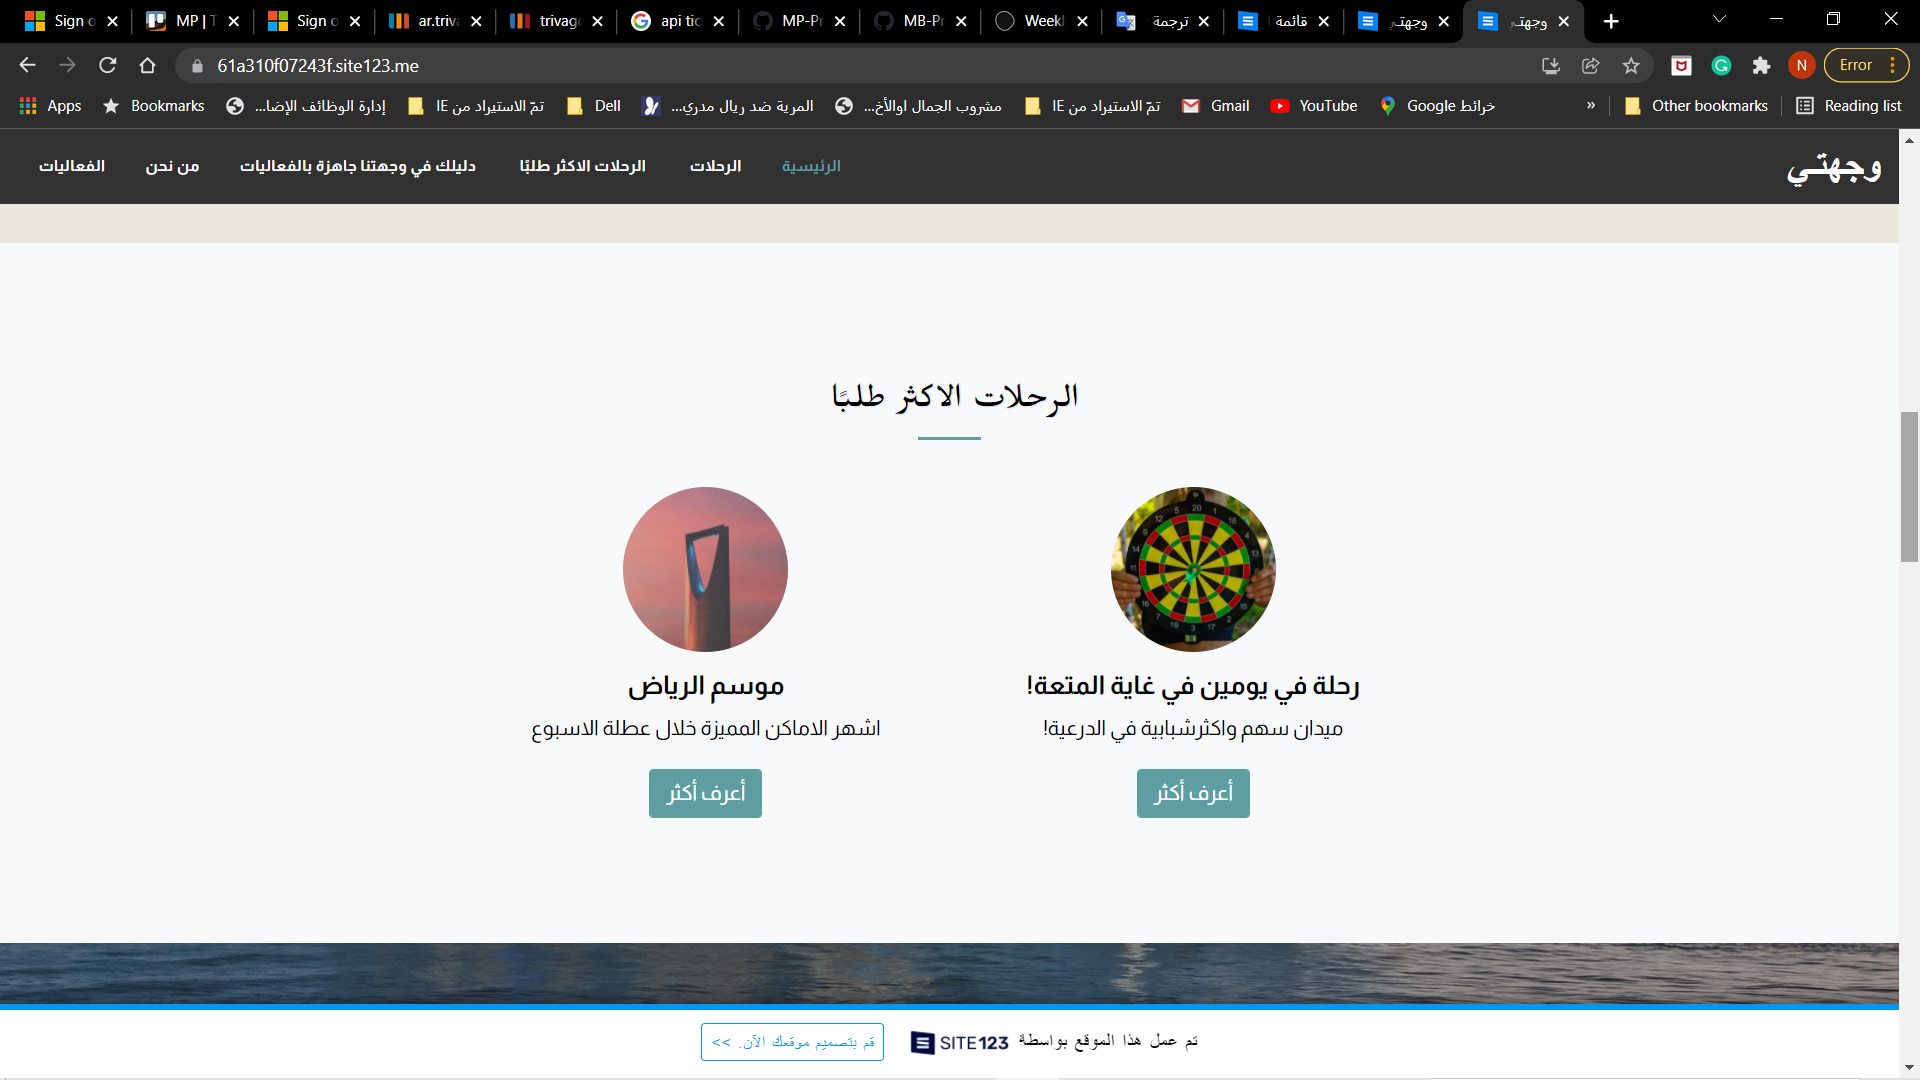 Sign o
MP | T
Sign o
ar.triva
trivago
api tic
MP-Pr
MB-Pr
Week
ترجمة
قائمة
وجهتي
وجهتي
61a310f07243f.site123.me
N
Error
Apps
Bookmarks
إدارة الوظائف الإضا...
تمّ الاستيراد من IE
Dell
المرية ضد ريال مدري...
مشروب الجمال اوالأخ...
تمّ الاستيراد من IE
Gmail
YouTube
خرائط Google
»
Other bookmarks
Reading list
وجهتي
الرئيسية
الرحلات
الرحلات الاكثر طلبًا
دليلك في وجهتنا جاهزة بالفعاليات
من نحن
الفعاليات
الرحلات الاكثر طلبًا
رحلة في يومين في غاية المتعة!
ميدان سهم واكثرشبابية في الدرعية!
أعرف أكثر
موسم الرياض
اشهر الاماكن المميزة خلال عطلة الاسبوع
أعرف أكثر
تم عمل هذا الموقع بواسطة SITE123
قم بتصميم موقعك الآن. >>